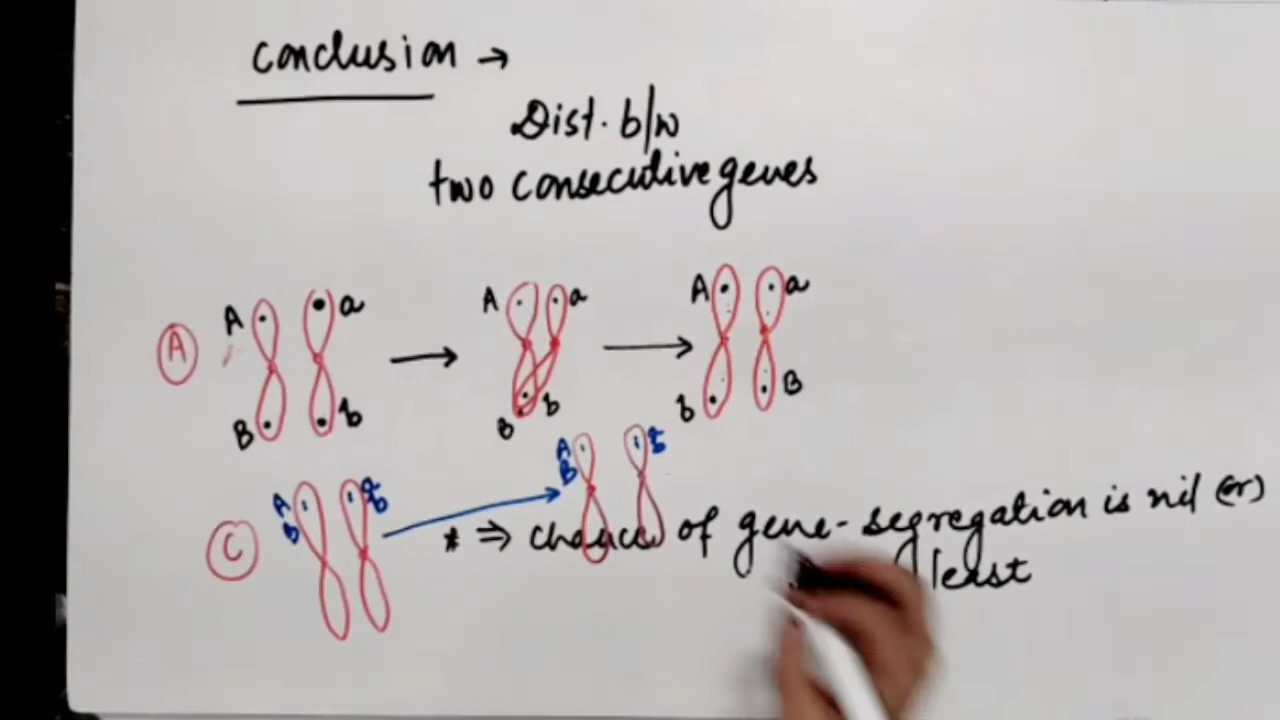 conclusion →
Dist. b/w
two consecutive genes
A a A a A a
A
B b B b b B
A a A
B b B b
C
* ⇒ chance of gene-segregation is nil (or)
least